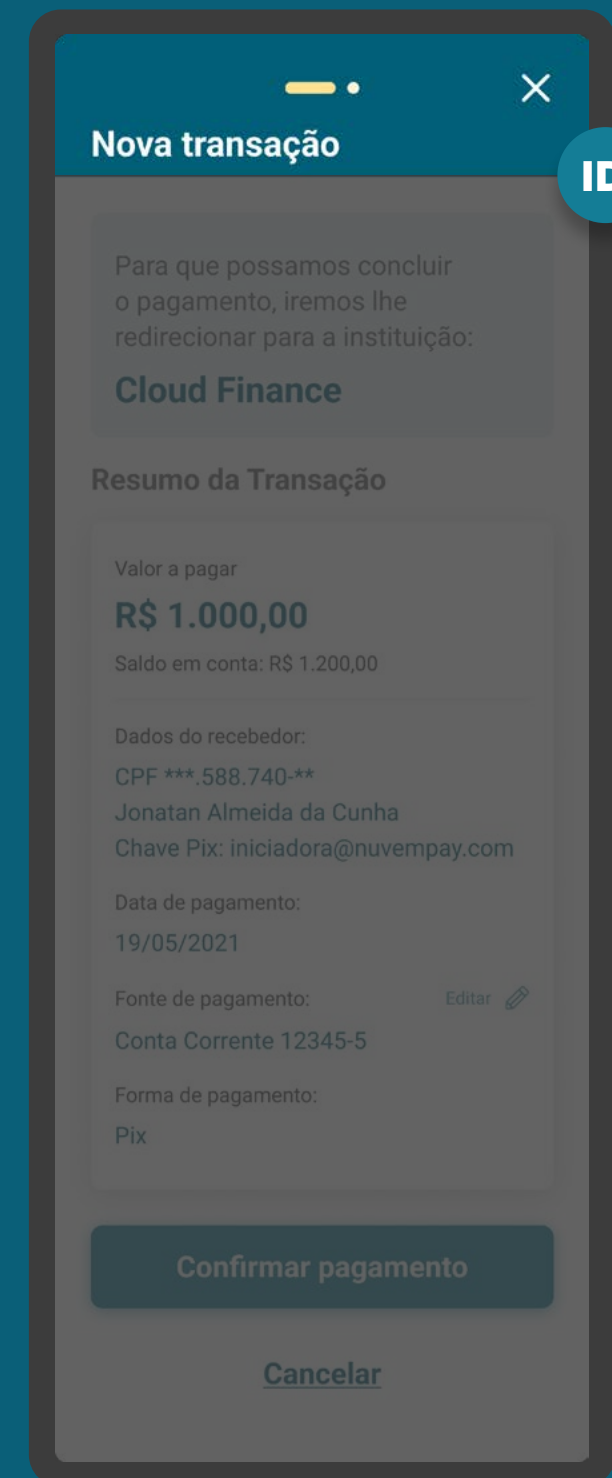 Nova transação
ID
Para que possamos concluir
o pagamento, iremos lhe
redirecionar para a instituição:
Cloud Finance
Resumo da Transação
Valor a pagar
R$ 1.000,00
Saldo em conta: R$ 1.200,00
Dados do recebedor:
CPF ***.588.740-**
Jonatan Almeida da Cunha
Chave Pix: iniciadora@nuvempay.com
Data de pagamento:
19/05/2021
Fonte de pagamento: Editar
Conta Corrente 12345-5
Forma de pagamento:
Pix
Confirmar pagamento
Cancelar